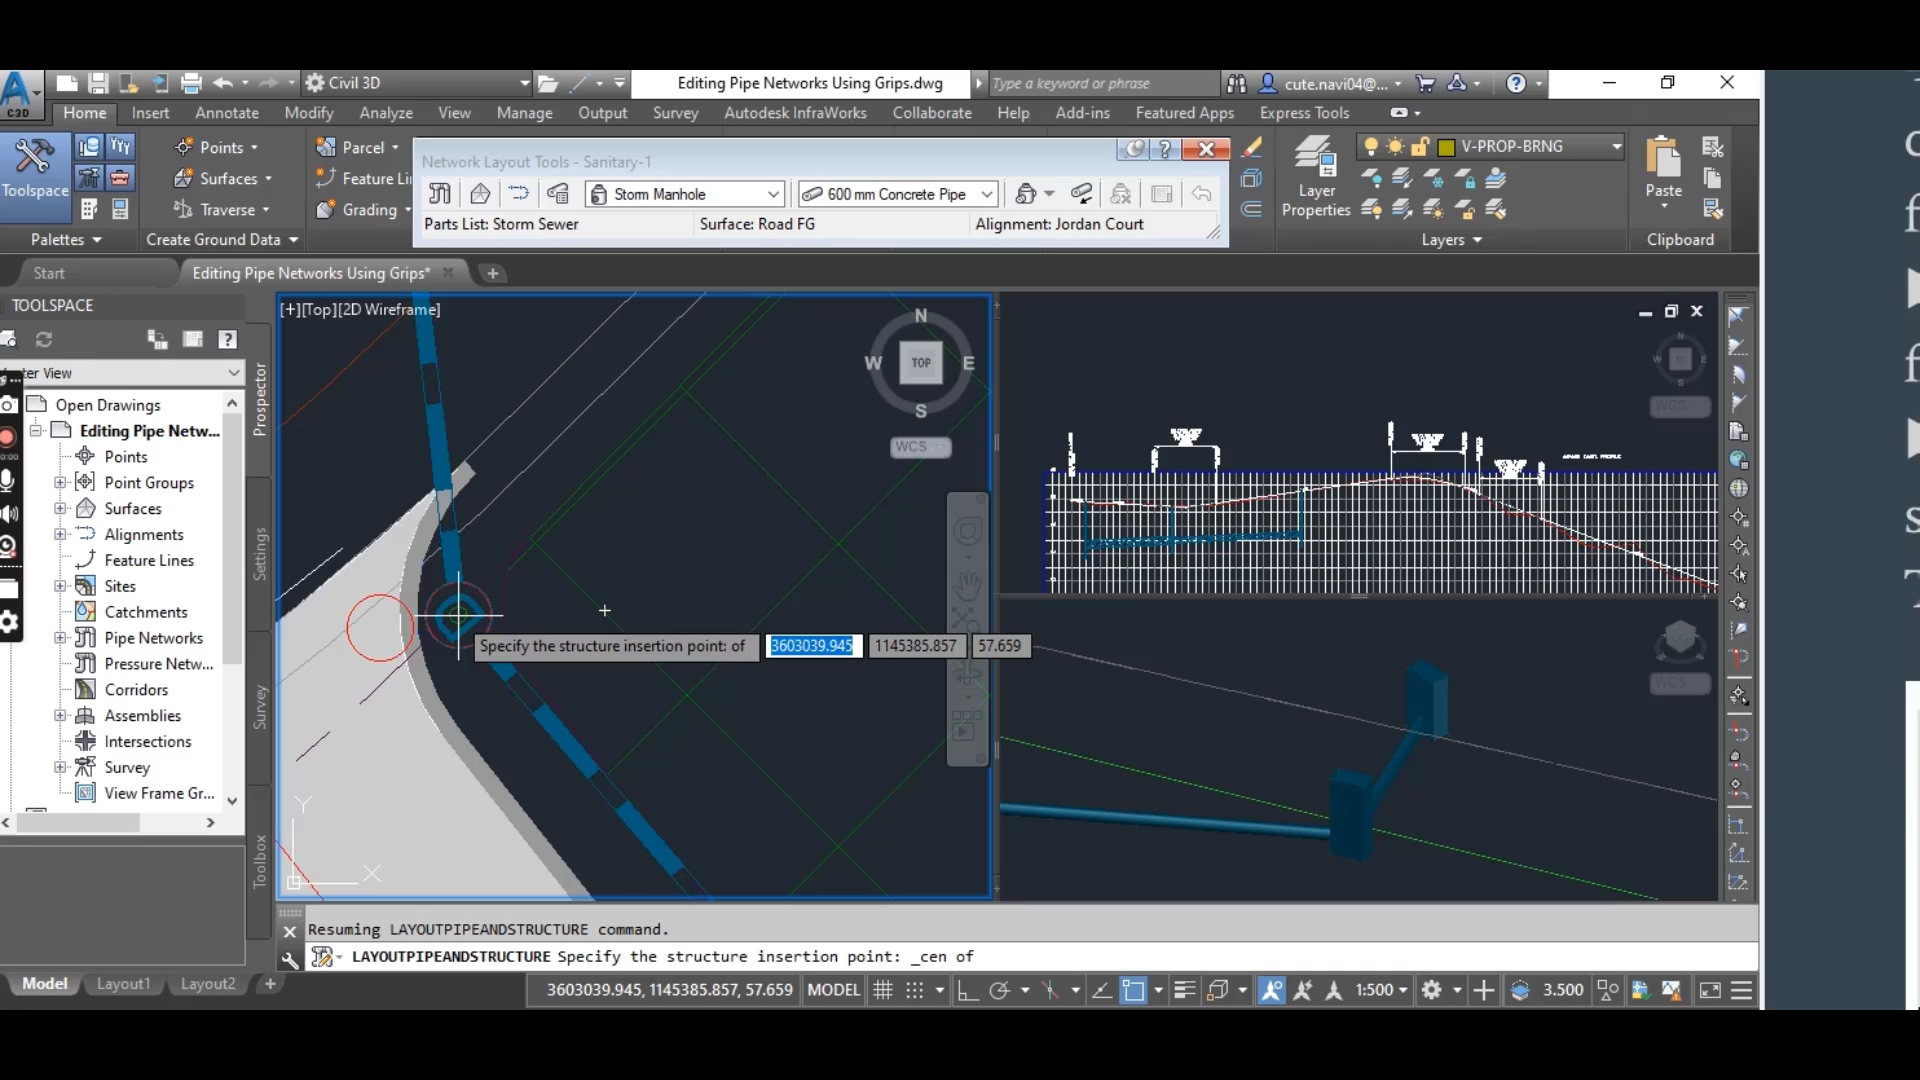 Civil 3D
Editing Pipe Networks Using Grips.dwg
Type a keyword or phrase
cute.navi04@...
C3D
Home Insert Annotate Modify Analyze View Manage Output Survey Autodesk InfraWorks Collaborate Help Add-ins Featured Apps Express Tools
Toolspace
Points
Surfaces
Traverse
Parcel
Feature Li
Grading
Palettes
Create Ground Data
Network Layout Tools - Sanitary-1
Storm Manhole
600 mm Concrete Pipe
Parts List: Storm Sewer
Surface: Road FG
Alignment: Jordan Court
Layer
Properties
V-PROP-BRNG
Layers
Paste
Clipboard
Start
Editing Pipe Networks Using Grips*
TOOLSPACE
ter View
Open Drawings
Editing Pipe Netw...
Points
Point Groups
Surfaces
Alignments
Feature Lines
Sites
Catchments
Pipe Networks
Pressure Netw...
Corridors
Assemblies
Intersections
Survey
View Frame Gr...
Prospector
Settings
Survey
Toolbox
[+][Top][2D Wireframe]
N
W TOP E
S
WCS
Specify the structure insertion point: of 3603039.945 1145385.857 57.659
Y
X
WCS
WCS
Resuming LAYOUTPIPEANDSTRUCTURE command.
LAYOUTPIPEANDSTRUCTURE Specify the structure insertion point: _cen of
Model Layout1 Layout2
3603039.945, 1145385.857, 57.659 MODEL 1:500 3.500